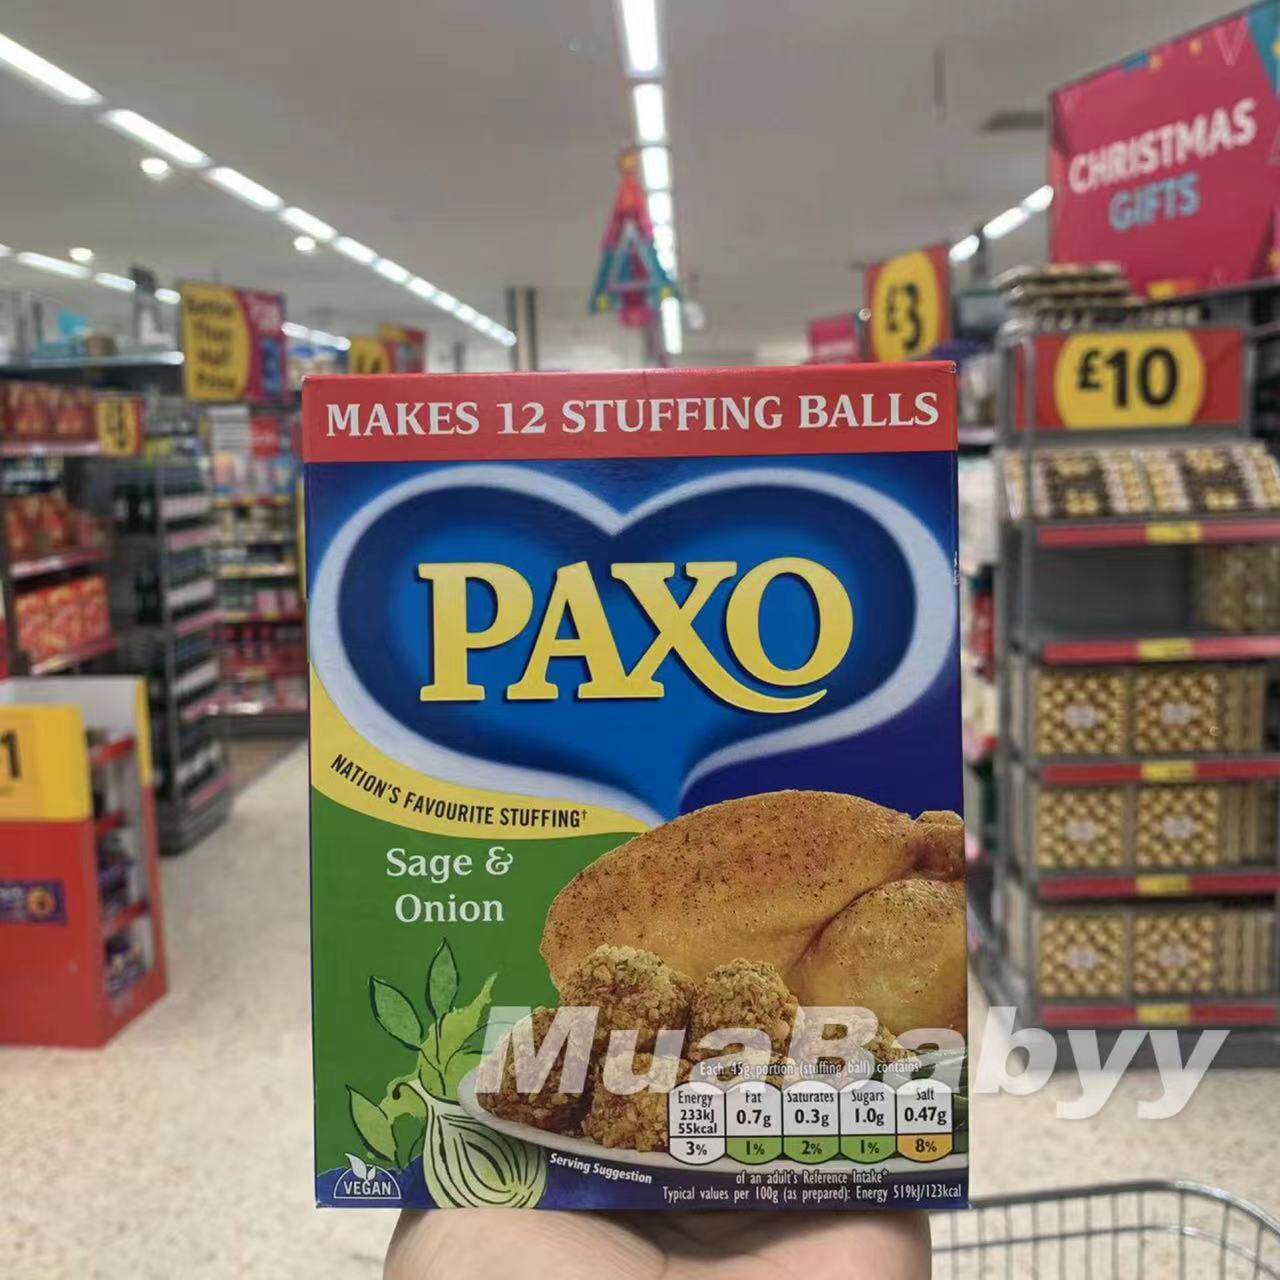 CHRISTMAS
GIFTS
£3
£10
MAKES 12 STUFFING BALLS
PAXO
NATION'S FAVOURITE STUFFING†
Sage &
Onion
MuaBabyy
Each 45g portion (stuffing ball) contains
Energy
233kJ
55kcal
3%
Fat
0.7g
1%
Saturates
0.3g
2%
Sugars
1.0g
1%
Salt
0.47g
8%
of an adult's Reference Intake*
Typical values per 100g (as prepared): Energy 519kJ/123kcal
Serving Suggestion
VEGAN